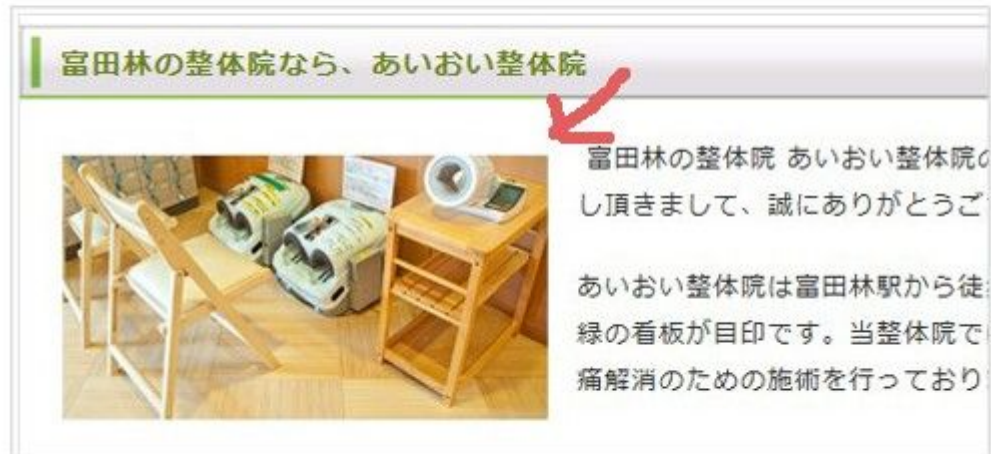 富田林の整体院なら、あいおい整体院
富田林の整体院 あいおい整体院の
し頂きまして、誠にありがとうご
あいおい整体院は富田林駅から徒
緑の看板が目印です。当整体院で
痛解消のための施術を行っており